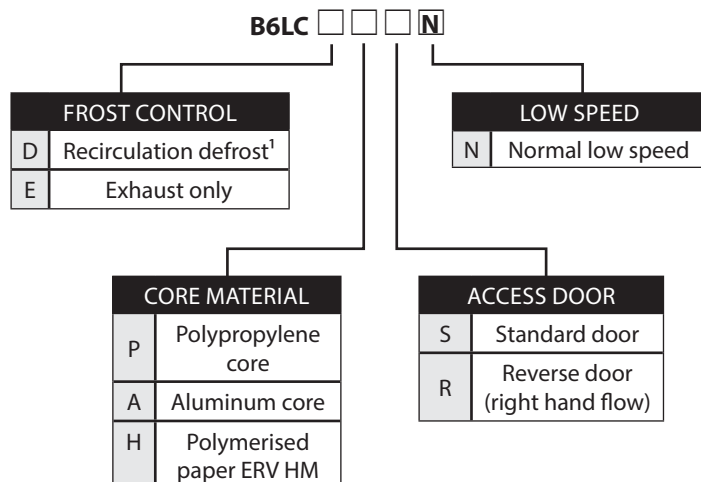 B6LC □ □ □ N
FROST CONTROL
D Recirculation defrost¹
E Exhaust only
LOW SPEED
N Normal low speed
CORE MATERIAL
P Polypropylene
core
A Aluminum core
H Polymerised
paper ERV HM
ACCESS DOOR
S Standard door
R Reverse door
(right hand flow)